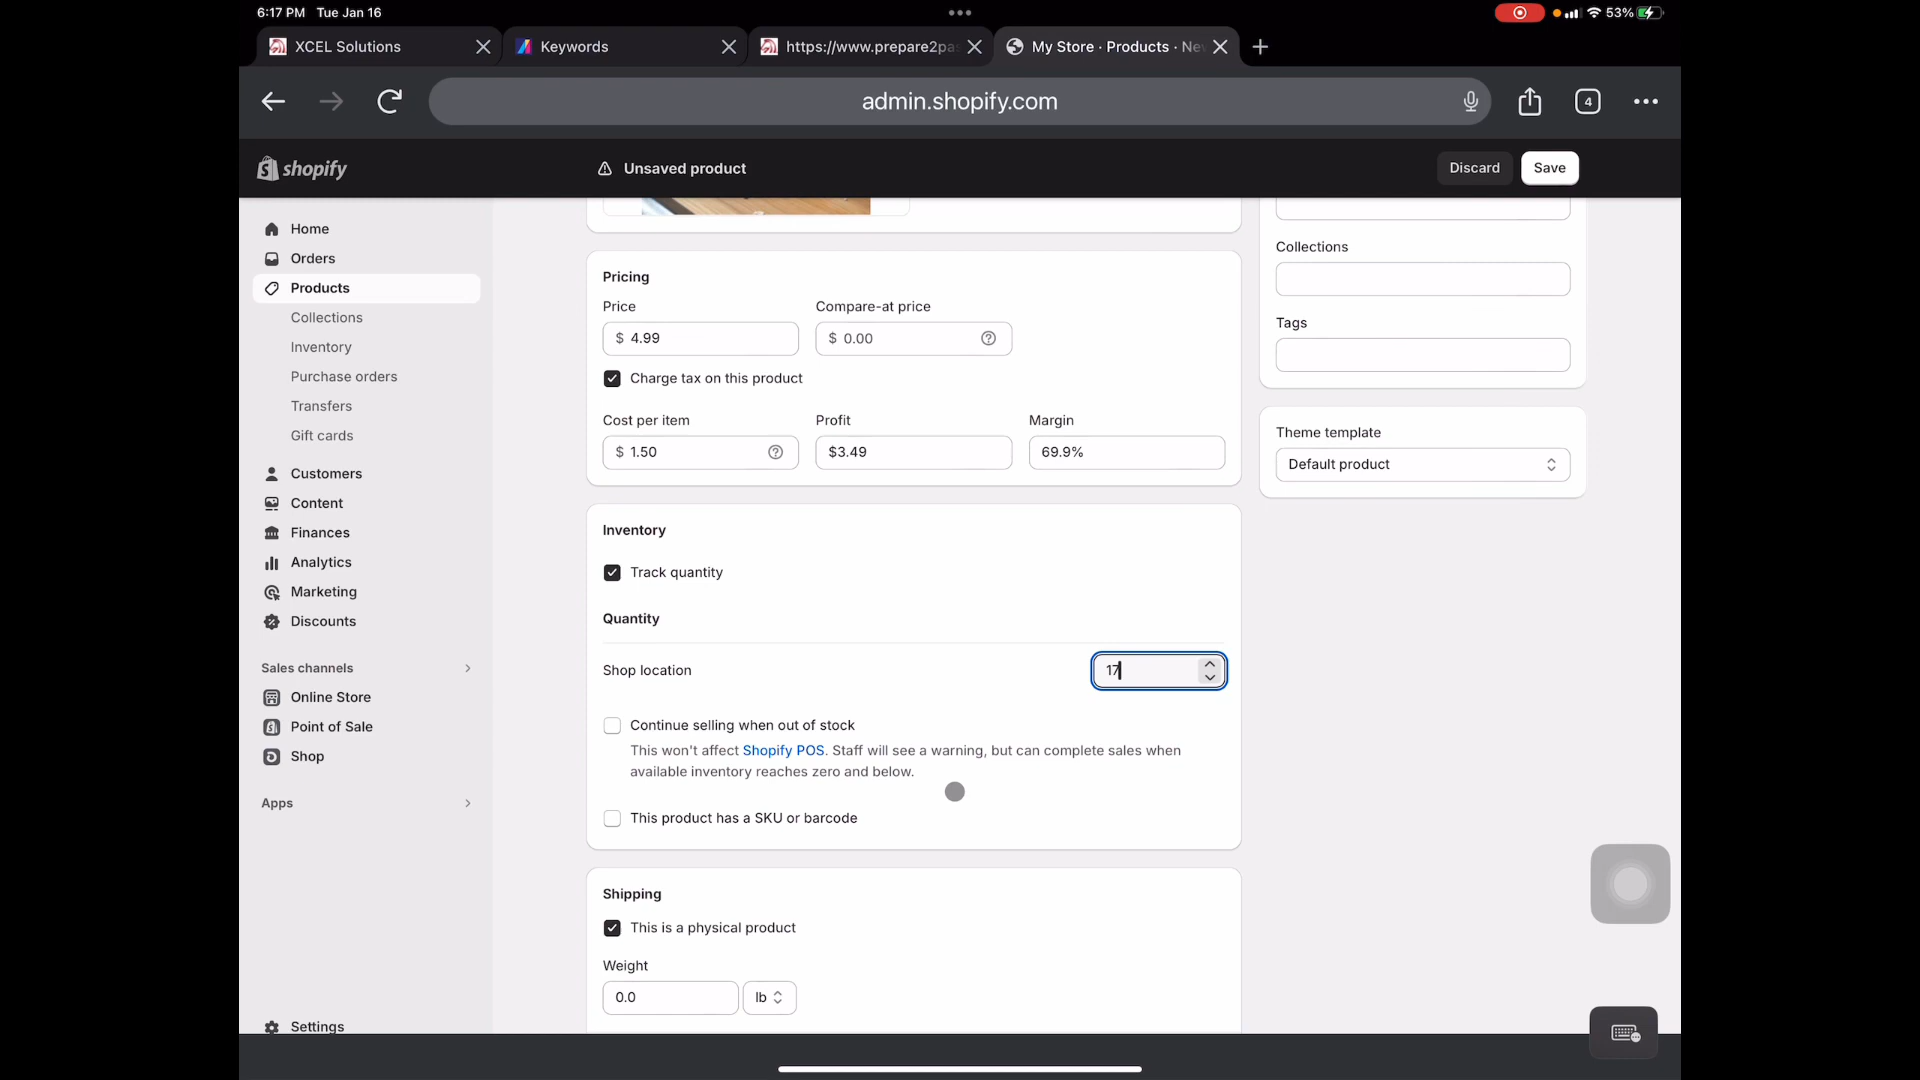 6:17 PM Tue Jan 16
53%
XCEL Solutions
Keywords
https://www.prepare2pas
My Store · Products · Ne
admin.shopify.com
4
shopify
Unsaved product
Discard
Save
Home
Orders
Products
Collections
Inventory
Purchase orders
Transfers
Gift cards
Customers
Content
Finances
Analytics
Marketing
Discounts
Sales channels
Online Store
Point of Sale
Shop
Apps
Settings
Pricing
Price
Compare-at price
$ 4.99
$ 0.00
Charge tax on this product
Cost per item
Profit
Margin
$ 1.50
$3.49
69.9%
Inventory
Track quantity
Quantity
Shop location
17
Continue selling when out of stock
This won't affect Shopify POS. Staff will see a warning, but can complete sales when
available inventory reaches zero and below.
This product has a SKU or barcode
Shipping
This is a physical product
Weight
0.0
lb
Collections
Tags
Theme template
Default product